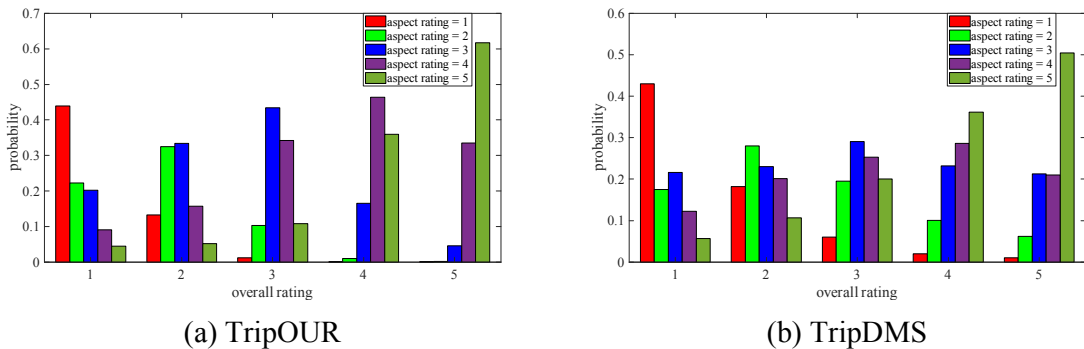 0.7
0.6
0.5
0.4
0.3
0.2
0.1
0
probability
1 2 3 4 5
overall rating
aspect rating = 1
aspect rating = 2
aspect rating = 3
aspect rating = 4
aspect rating = 5
(a) TripOUR
0.6
0.5
0.4
0.3
0.2
0.1
0
probability
1 2 3 4 5
overall rating
aspect rating = 1
aspect rating = 2
aspect rating = 3
aspect rating = 4
aspect rating = 5
(b) TripDMS